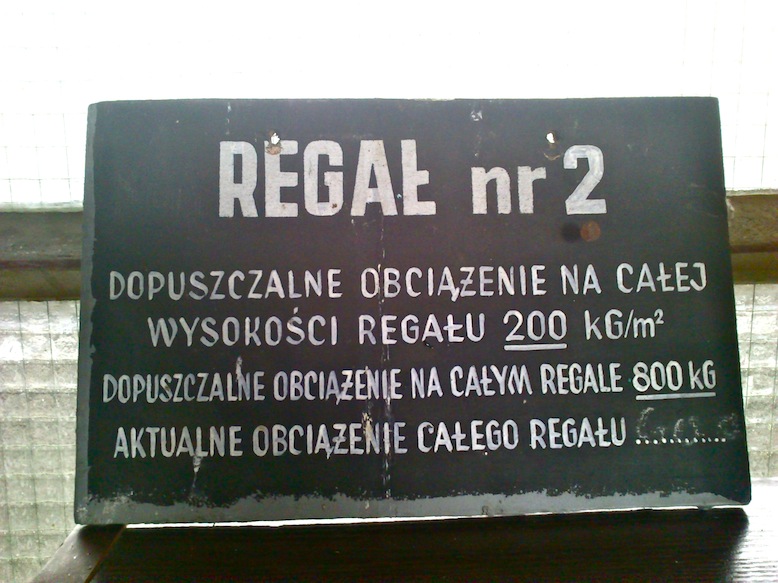 REGAŁ nr 2
DOPUSZCZALNE OBCIĄŻENIE NA CAŁEJ
WYSOKOŚCI REGAŁU 200 kG/m²
DOPUSZCZALNE OBCIĄŻENIE NA CAŁYM REGALE 800 kG
AKTUALNE OBCIĄŻENIE CAŁEGO REGAŁU ............